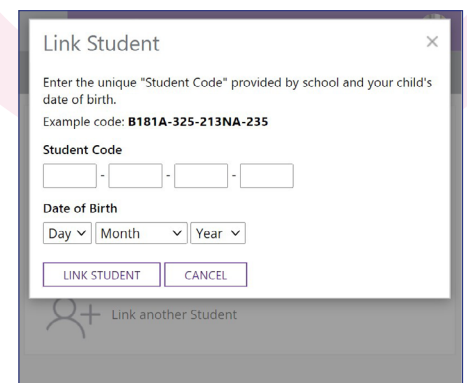 Link Student
×
Enter the unique "Student Code" provided by school and your child's
date of birth.
Example code: B181A-325-213NA-235
Student Code
- - -
Date of Birth
Day Month Year
LINK STUDENT CANCEL
Link another Student